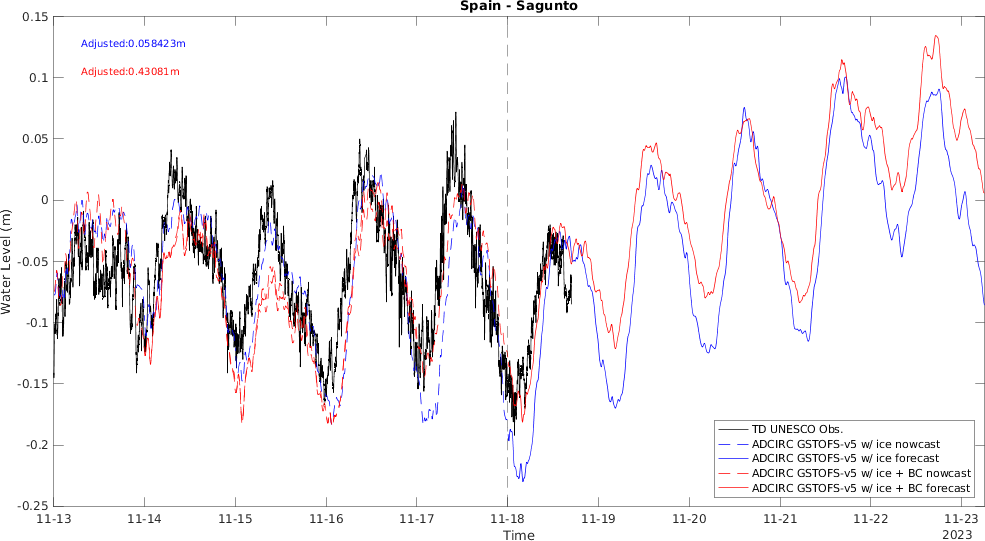 Spain - Sagunto
0.15
0.1
0.05
0
-0.05
-0.1
-0.15
-0.2
-0.25
Water Level (m)
Adjusted:0.058423m
Adjusted:0.43081m
TD UNESCO Obs.
ADCIRC GSTOFS-v5 w/ ice nowcast
ADCIRC GSTOFS-v5 w/ ice forecast
ADCIRC GSTOFS-v5 w/ ice + BC nowcast
ADCIRC GSTOFS-v5 w/ ice + BC forecast
11-13 11-14 11-15 11-16 11-17 11-18 11-19 11-20 11-21 11-22 11-23
Time
2023